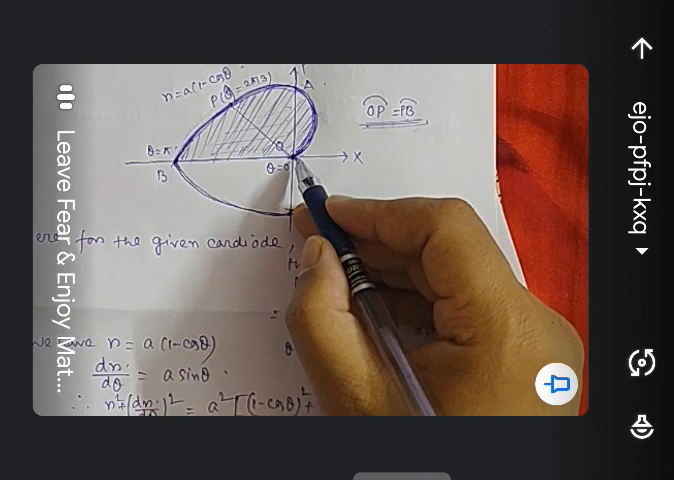 r = a(1-cosθ
P(θ = 2π/3)
A
OP = PB
θ = π
B
O
θ = 0
X
ere for the given cardiode,
we have r = a (1-cosθ)
dr/dθ = a sinθ.
∴ r²+(dr/dθ)² = a² [(1-cosθ)² +
Leave Fear & Enjoy Mat...
ejo-pfpj-kxq